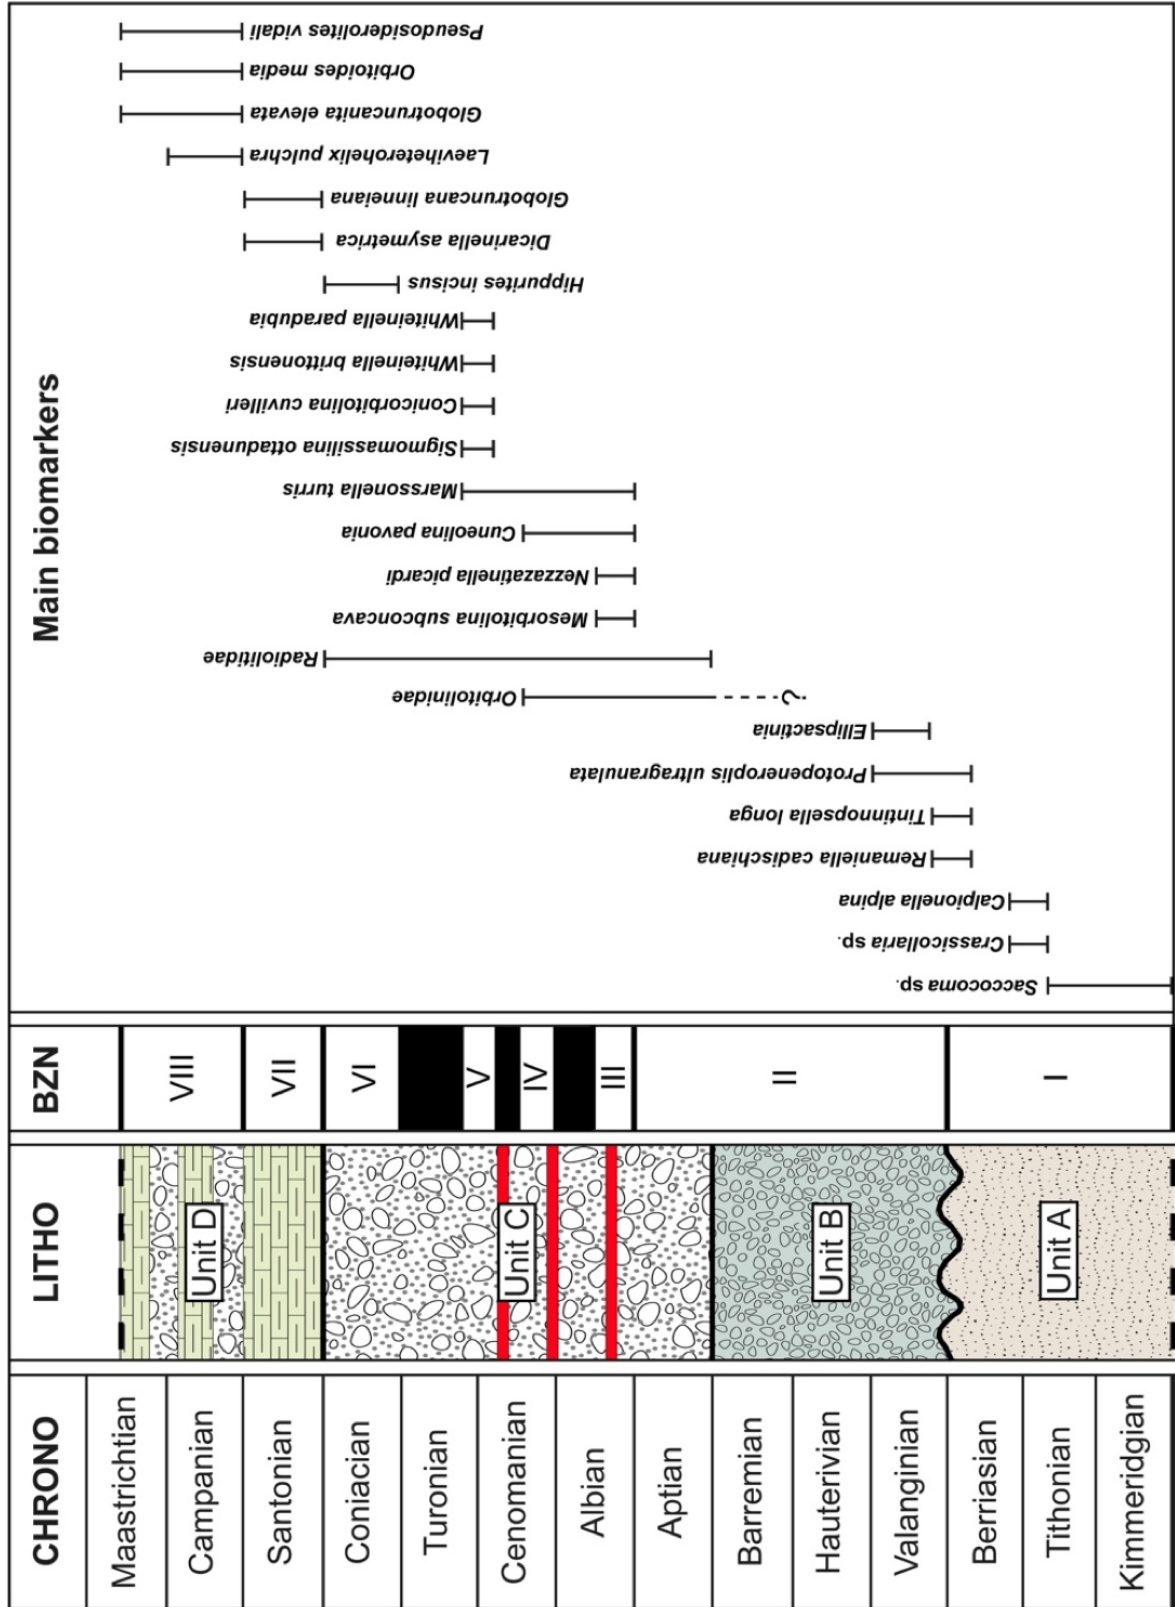 CHRONO
LITHO
BZN
Main biomarkers
Maastrichtian
Campanian
Santonian
Coniacian
Turonian
Cenomanian
Albian
Aptian
Barremian
Hauterivian
Valanginian
Berriasian
Tithonian
Kimmeridgian
Unit D
Unit C
Unit B
Unit A
VIII
VII
VI
V
IV
III
II
I
Pseudosiderolites vidali
Orbitoides media
Globotruncanita elevata
Laeviheterohelix pulchra
Globotruncana linneiana
Dicarinella asymetrica
Hippurites incisus
Whiteinella paradubia
Whiteinella brittonensis
Conicorbitolina cuvilleri
Sigmomassilina ottadunensis
Marssonella turris
Cuneolina pavonia
Nezzazatinella picardi
Mesorbitolina subconcava
Radiolitidae
Orbitolinidae
?
Ellipsactinia
Protopeneroplis ultragranulata
Tintinnopsella longa
Remaniella cadischiana
Calpionella alpina
Crassicollaria sp.
Saccocoma sp.